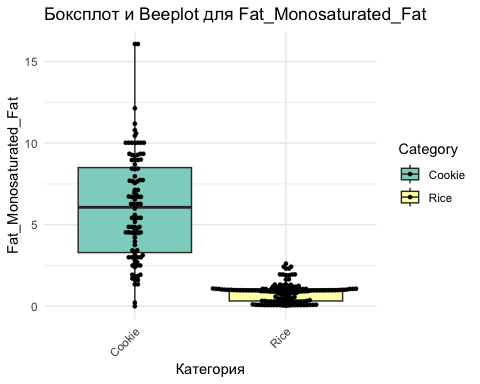 Боксплот и Beeplot для Fat_Monosaturated_Fat
Fat_Monosaturated_Fat
15
10
5
0
Cookie
Rice
Категория
Category
Cookie
Rice